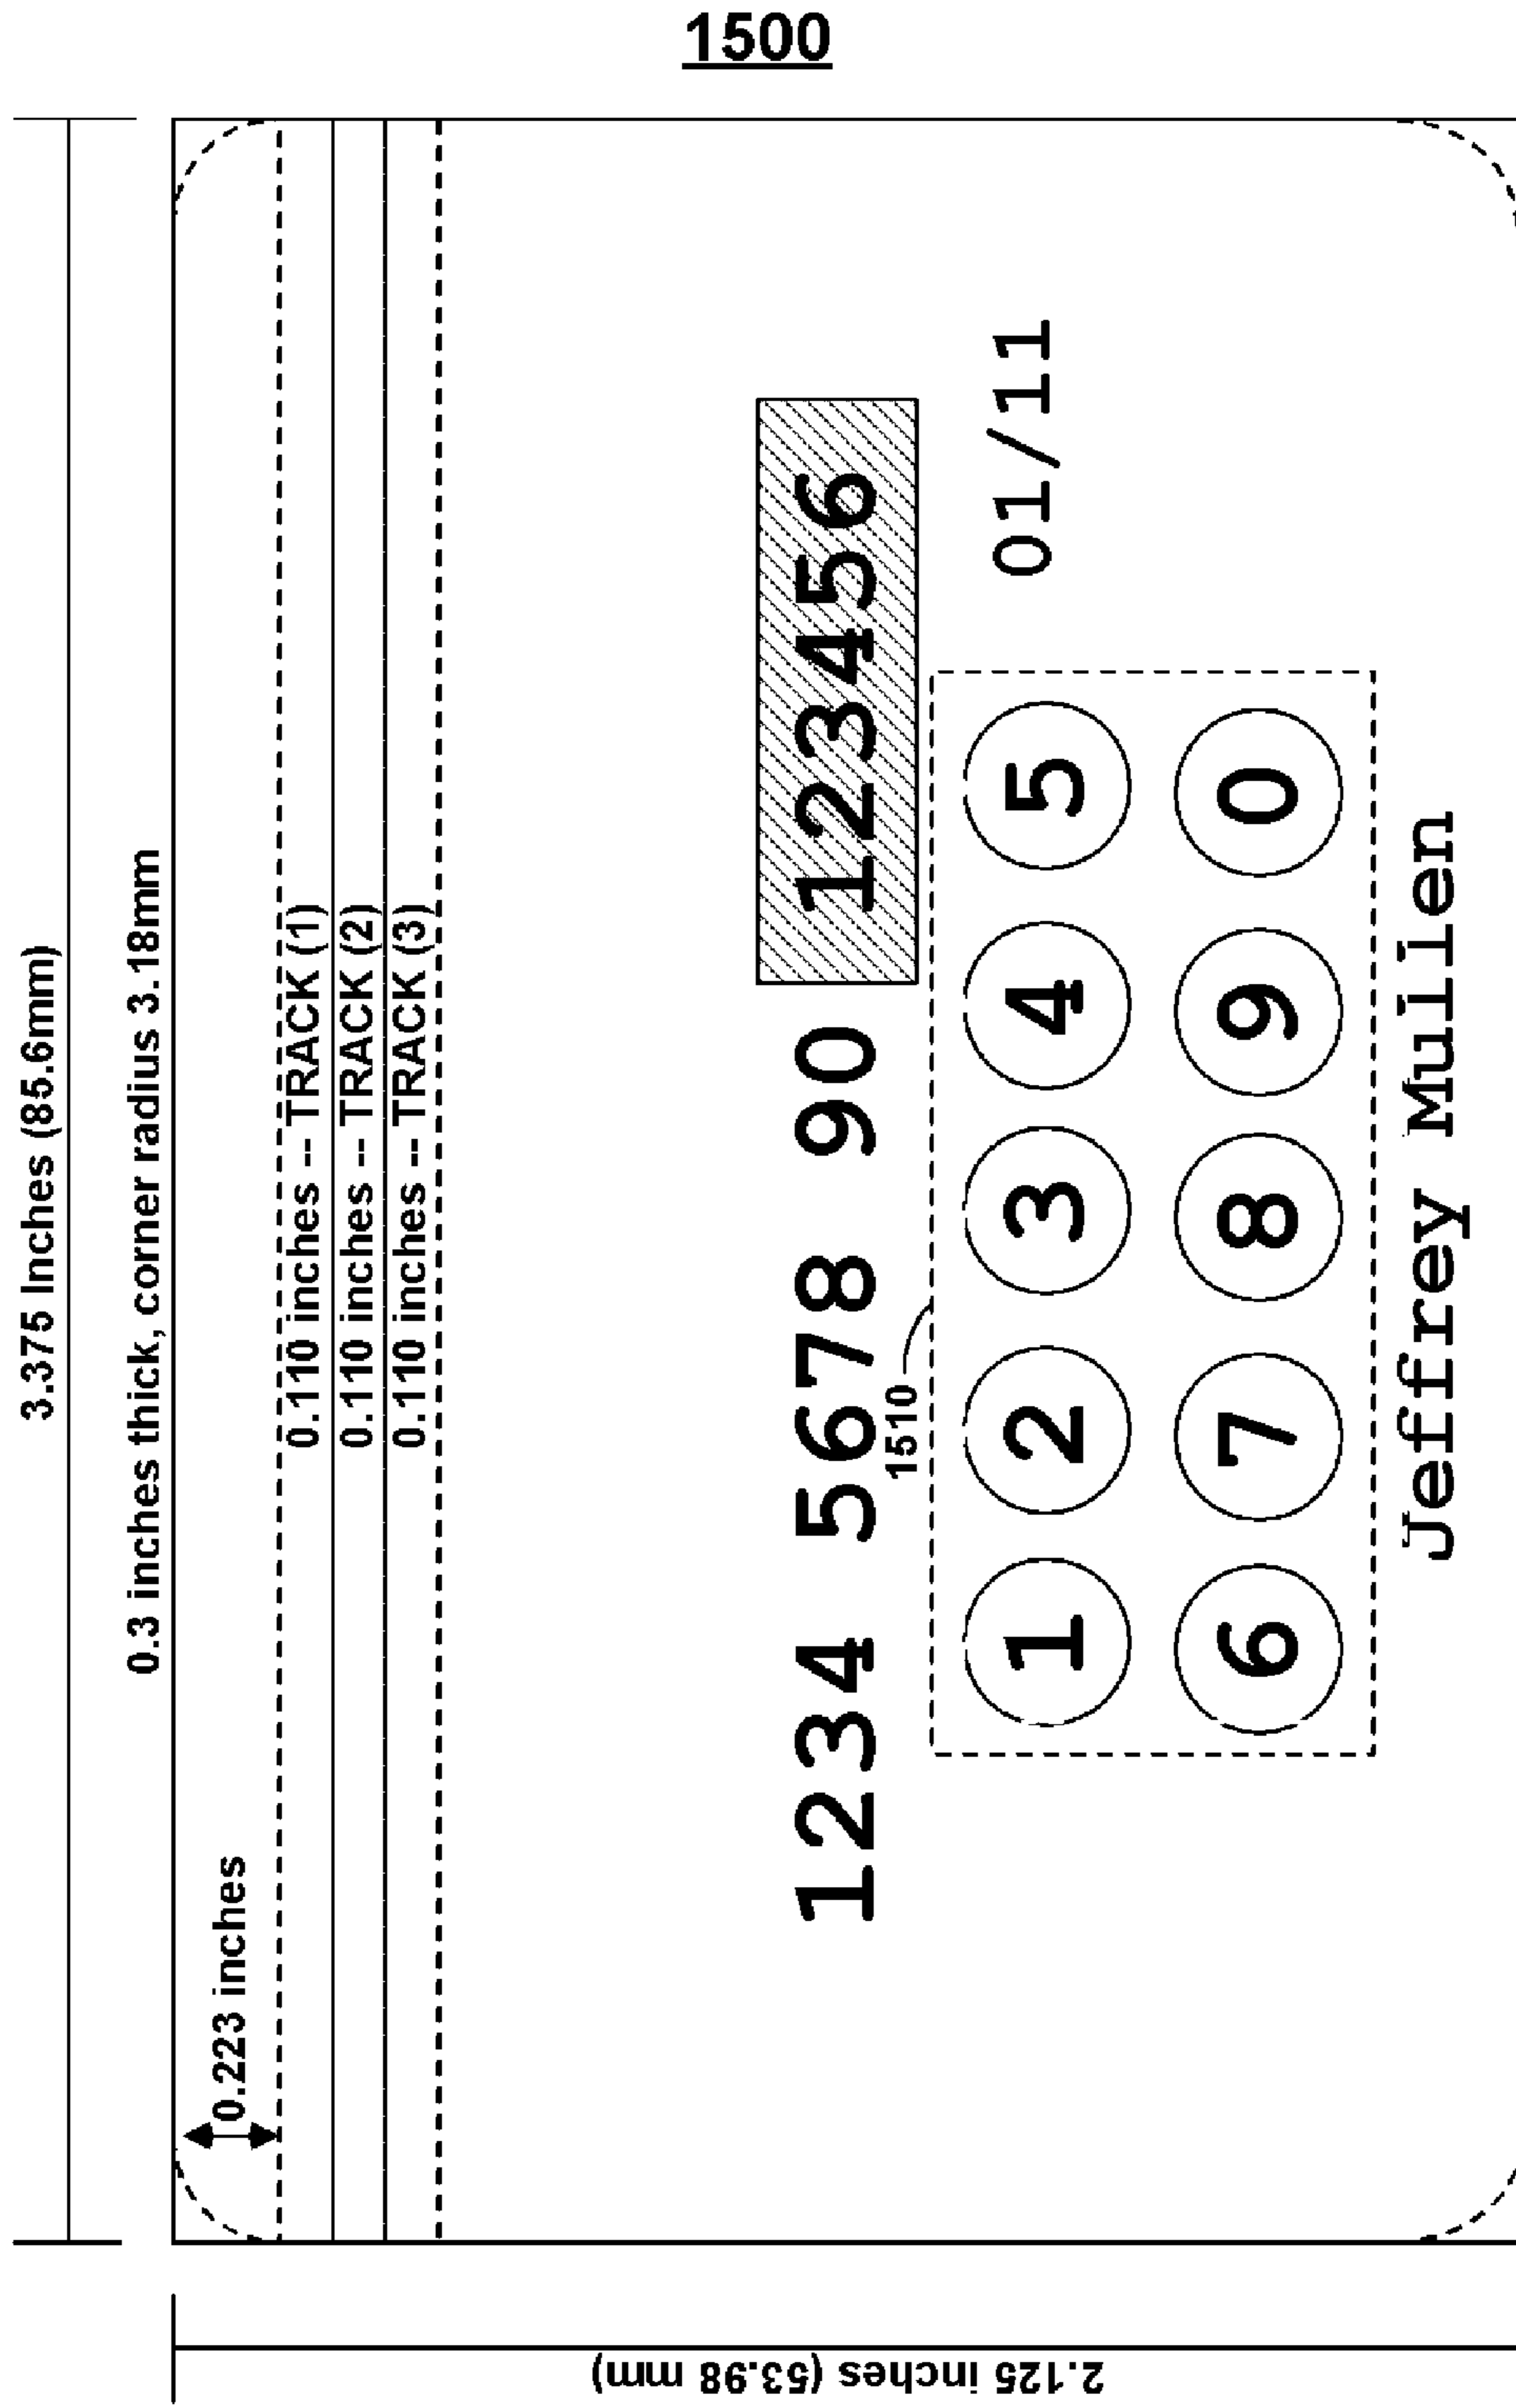 1500
3.375 Inches (85.6mm)
0.3 inches thick, corner radius 3.18mm
0.223 inches
0.110 inches -- TRACK (1)
0.110 inches -- TRACK (2)
0.110 inches -- TRACK (3)
1234 5678 90 123456
1510
01/11
1 2 3 4 5
6 7 8 9 0
Jeffrey Mullen
2.125 inches (53.98 mm)